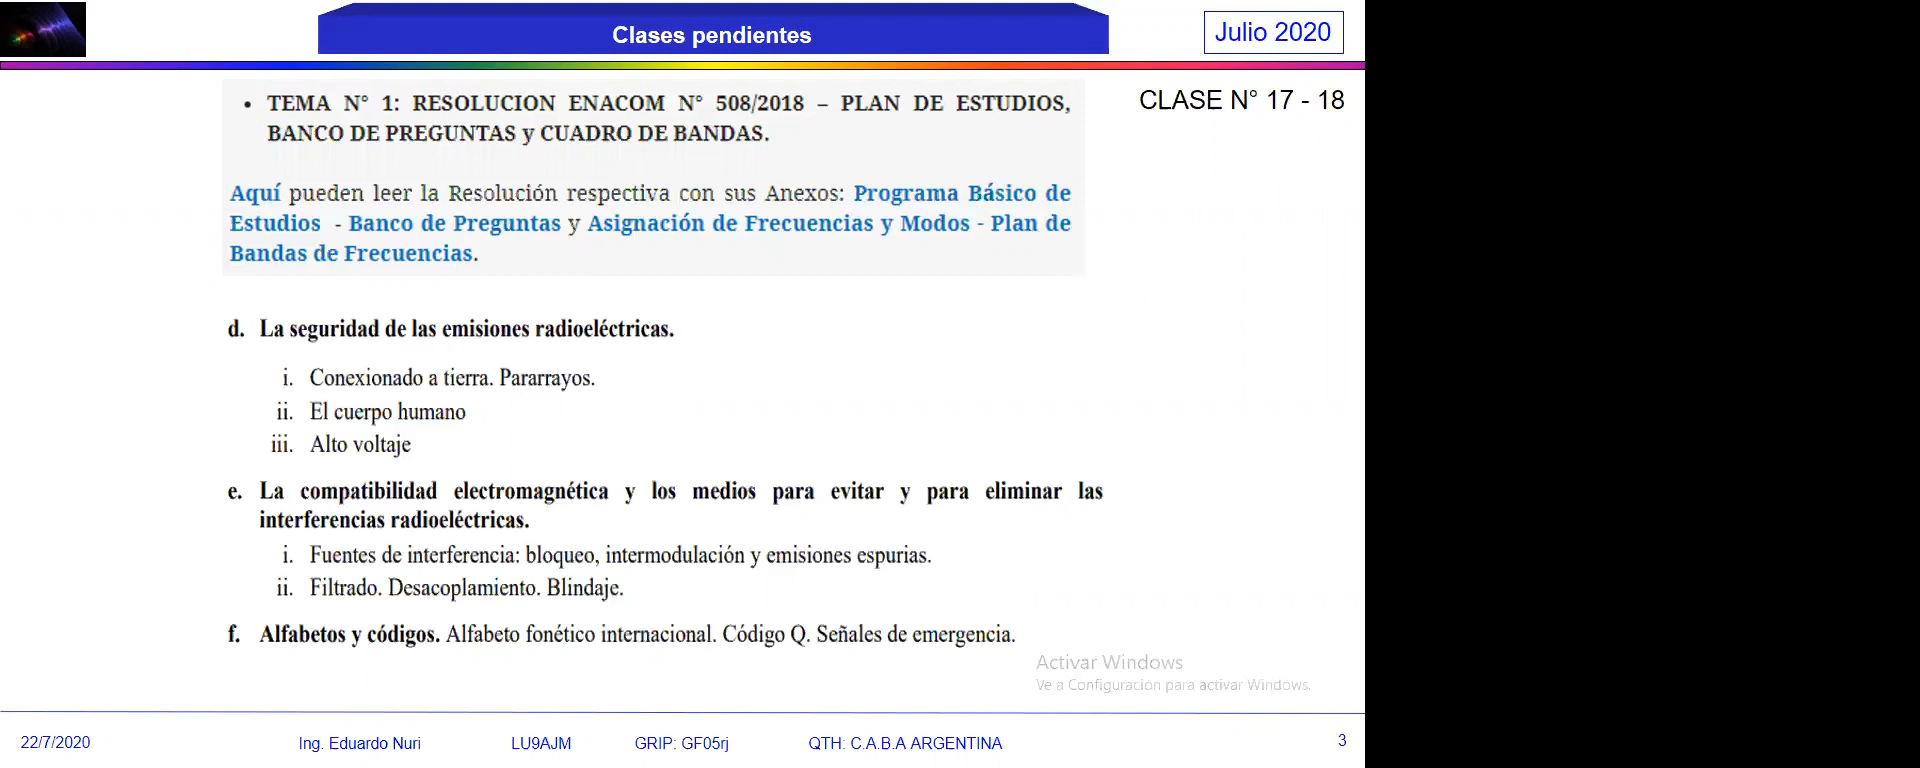 Clases pendientes
Julio 2020
CLASE N° 17 - 18
• TEMA N° 1: RESOLUCION ENACOM N° 508/2018 – PLAN DE ESTUDIOS,
BANCO DE PREGUNTAS y CUADRO DE BANDAS.
Aquí pueden leer la Resolución respectiva con sus Anexos: Programa Básico de
Estudios - Banco de Preguntas y Asignación de Frecuencias y Modos - Plan de
Bandas de Frecuencias.
d. La seguridad de las emisiones radioeléctricas.
i. Conexionado a tierra. Pararrayos.
ii. El cuerpo humano
iii. Alto voltaje
e. La compatibilidad electromagnética y los medios para evitar y para eliminar las
interferencias radioeléctricas.
i. Fuentes de interferencia: bloqueo, intermodulación y emisiones espurias.
ii. Filtrado. Desacoplamiento. Blindaje.
f. Alfabetos y códigos. Alfabeto fonético internacional. Código Q. Señales de emergencia.
Activar Windows
Ve a Configuración para activar Windows.
22/7/2020 Ing. Eduardo Nuri LU9AJM GRIP: GF05rj QTH: C.A.B.A ARGENTINA 3